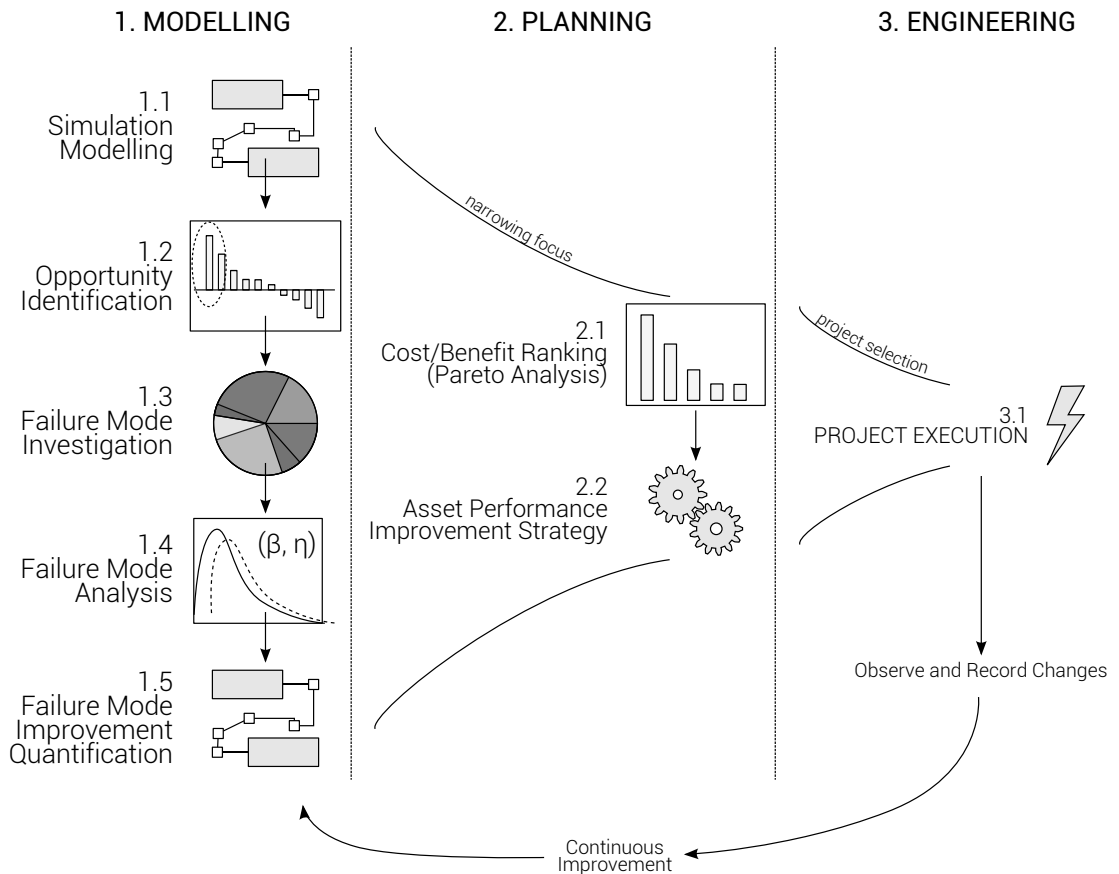 1. MODELLING
2. PLANNING
3. ENGINEERING
1.1
Simulation
Modelling
1.2
Opportunity
Identification
1.3
Failure Mode
Investigation
1.4
Failure Mode
Analysis
(β, η)
1.5
Failure Mode
Improvement
Quantification
narrowing focus
2.1
Cost/Benefit Ranking
(Pareto Analysis)
2.2
Asset Performance
Improvement Strategy
project selection
3.1
PROJECT EXECUTION
Observe and Record Changes
Continuous
Improvement